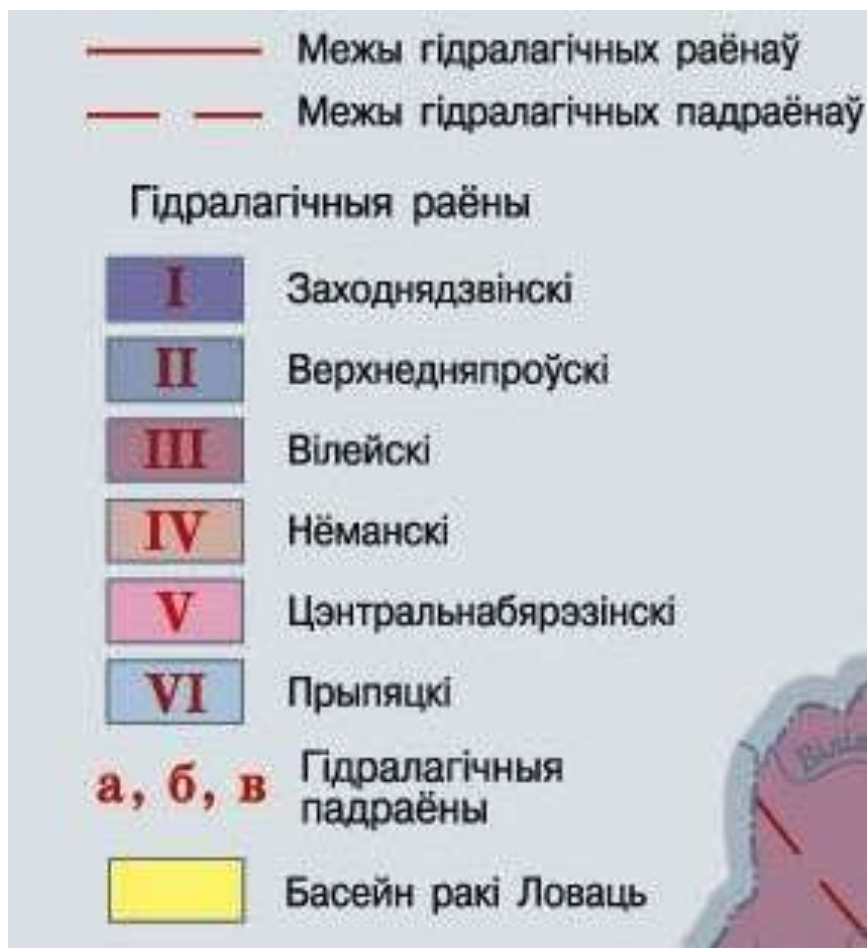 Межы гідралагічных раёнаў
Межы гідралагічных падраёнаў
Гідралагічныя раёны
I Заходнядзвінскі
II Верхнедняпроўскі
III Вілейскі
IV Нёманскі
V Цэнтральнабярэзінскі
VI Прыпяцкі
а, б, в Гідралагічныя
падраёны
Басейн ракі Ловаць